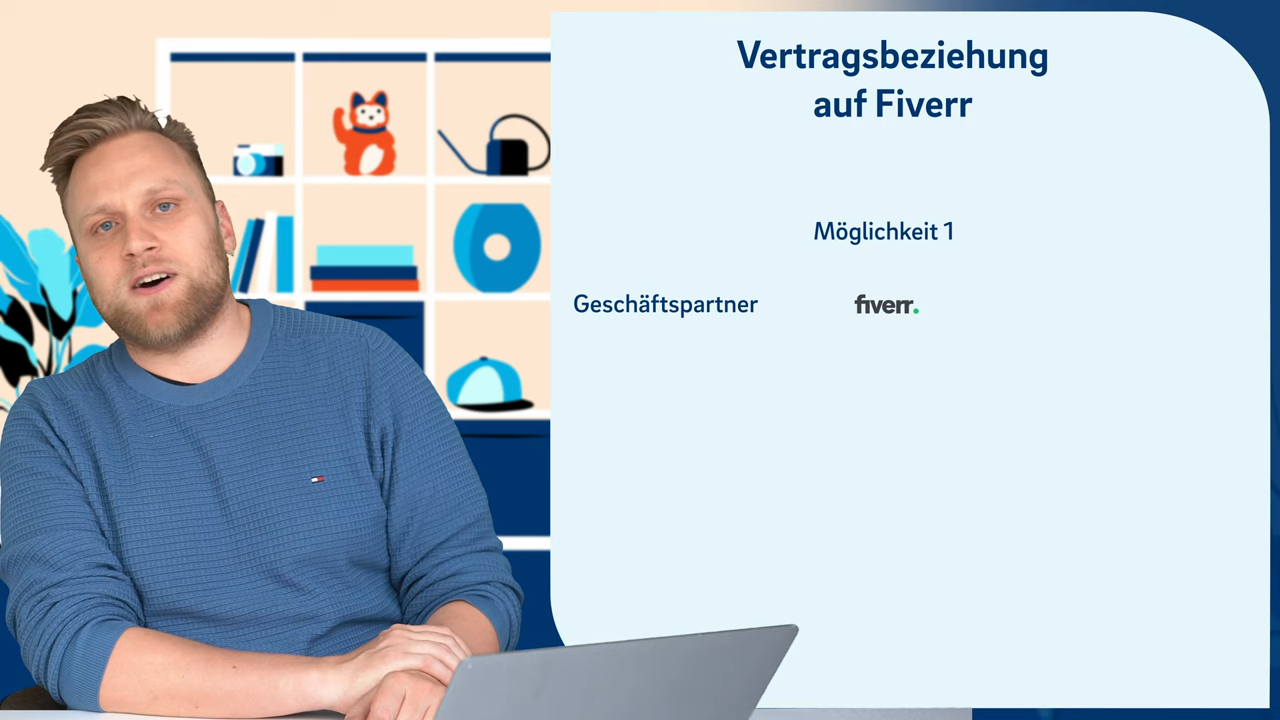 Vertragsbeziehung
auf Fiverr
Möglichkeit 1
Geschäftspartner
fiverr.